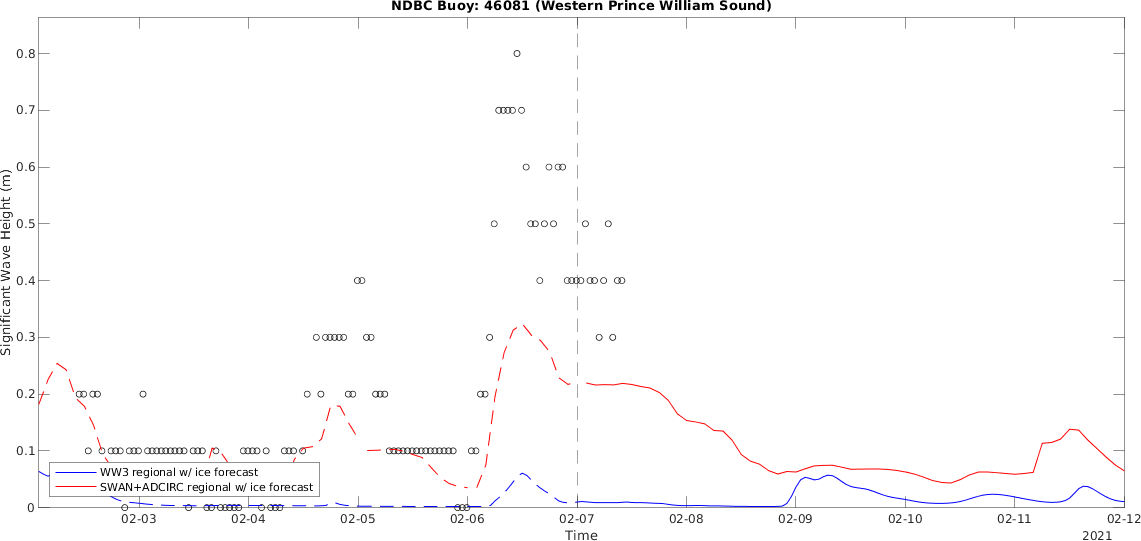 NDBC Buoy: 46081 (Western Prince William Sound)
Significant Wave Height (m)
0.8
0.7
0.6
0.5
0.4
0.3
0.2
0.1
0
WW3 regional w/ ice forecast
SWAN+ADCIRC regional w/ ice forecast
02-03 02-04 02-05 02-06 02-07 02-08 02-09 02-10 02-11 02-12
Time
2021